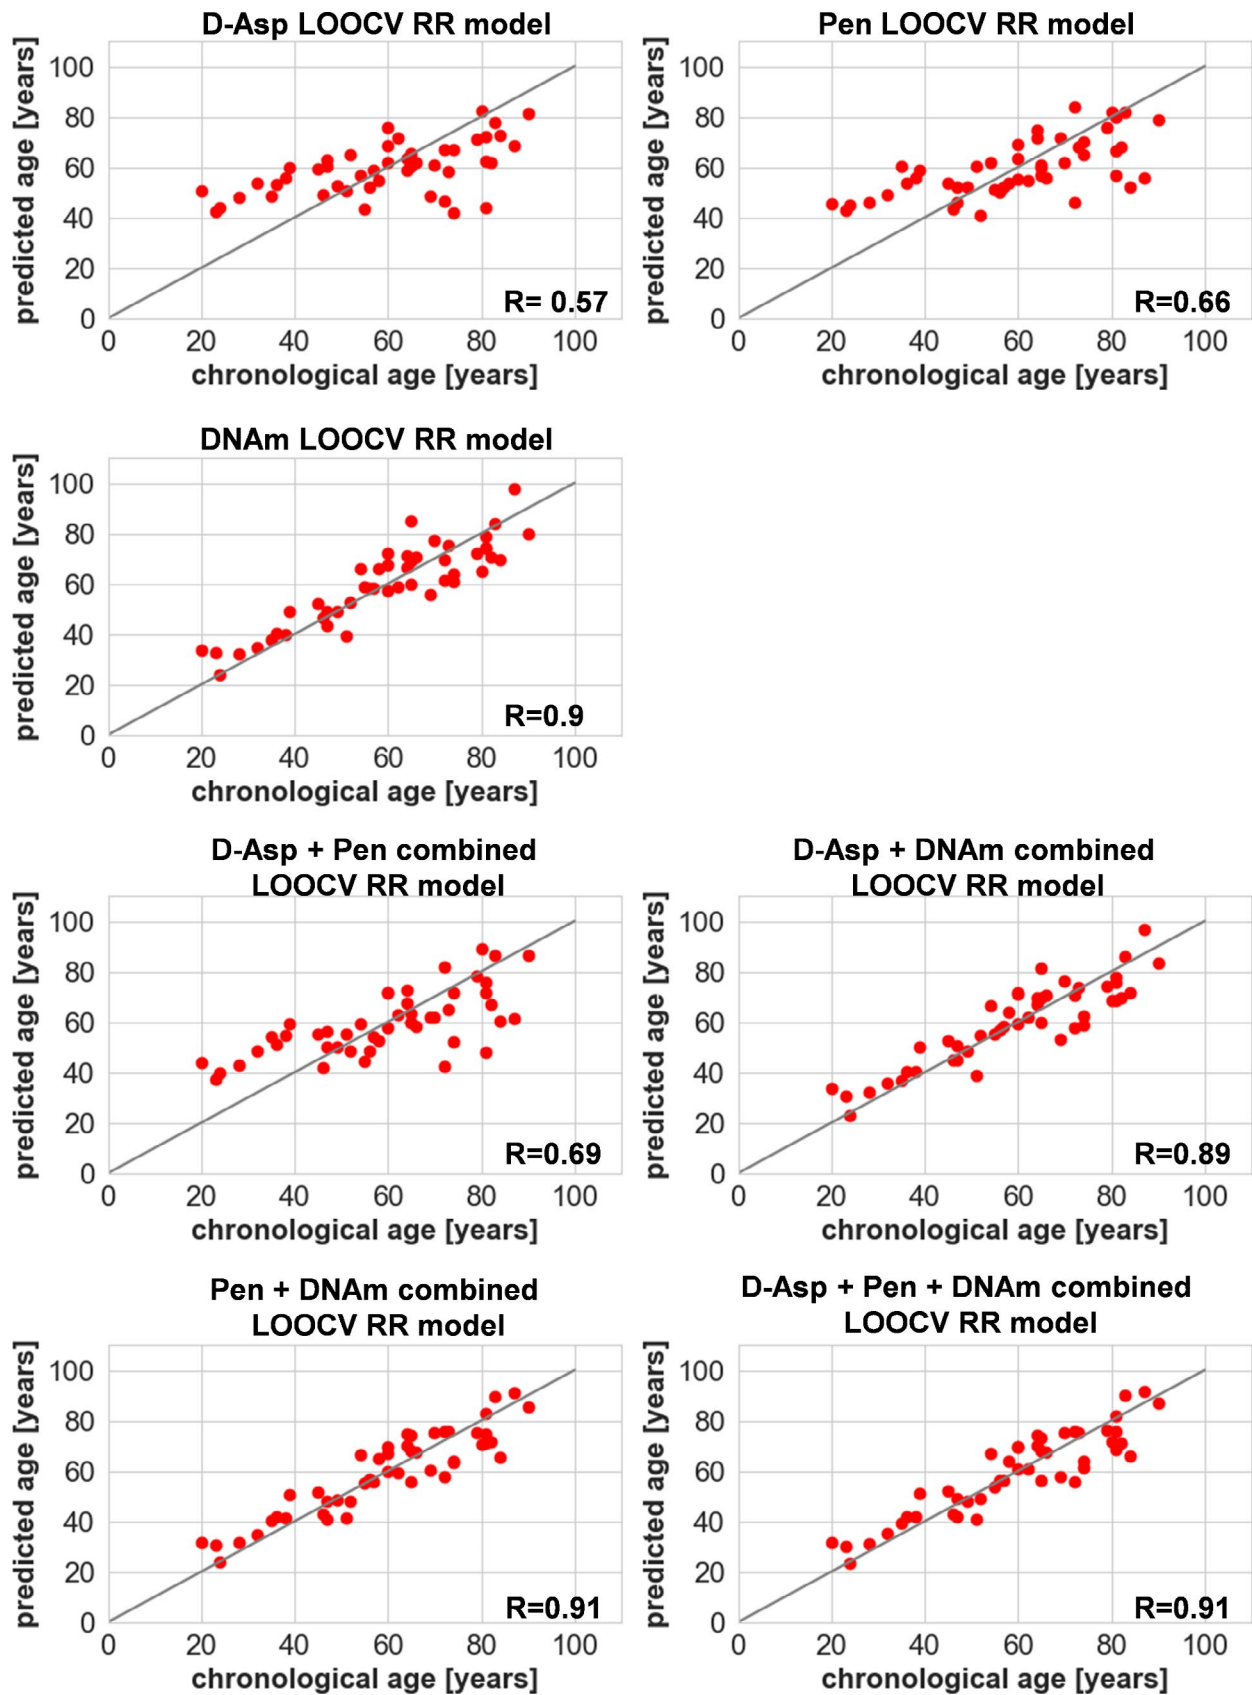 D-Asp LOOCV RR model
predicted age [years]
100
80
60
40
20
0
R= 0.57
0 20 40 60 80 100
chronological age [years]
Pen LOOCV RR model
predicted age [years]
100
80
60
40
20
0
R=0.66
0 20 40 60 80 100
chronological age [years]
DNAm LOOCV RR model
predicted age [years]
100
80
60
40
20
0
R=0.9
0 20 40 60 80 100
chronological age [years]
D-Asp + Pen combined
LOOCV RR model
predicted age [years]
100
80
60
40
20
0
R=0.69
0 20 40 60 80 100
chronological age [years]
D-Asp + DNAm combined
LOOCV RR model
predicted age [years]
100
80
60
40
20
0
R=0.89
0 20 40 60 80 100
chronological age [years]
Pen + DNAm combined
LOOCV RR model
predicted age [years]
100
80
60
40
20
0
R=0.91
0 20 40 60 80 100
chronological age [years]
D-Asp + Pen + DNAm combined
LOOCV RR model
predicted age [years]
100
80
60
40
20
0
R=0.91
0 20 40 60 80 100
chronological age [years]